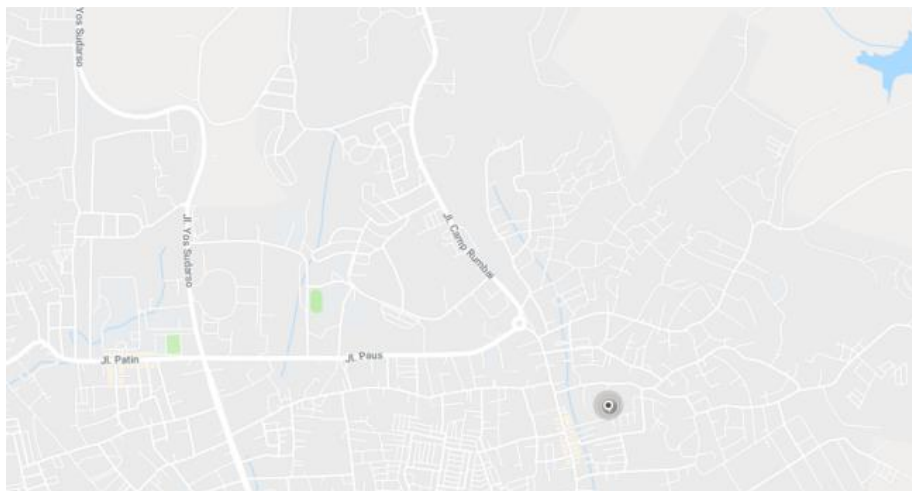 Yos Sudarso
Jl. Camp Rumbai
Jl. Yos Sudarso
Jl. Paus
Jl. Patin